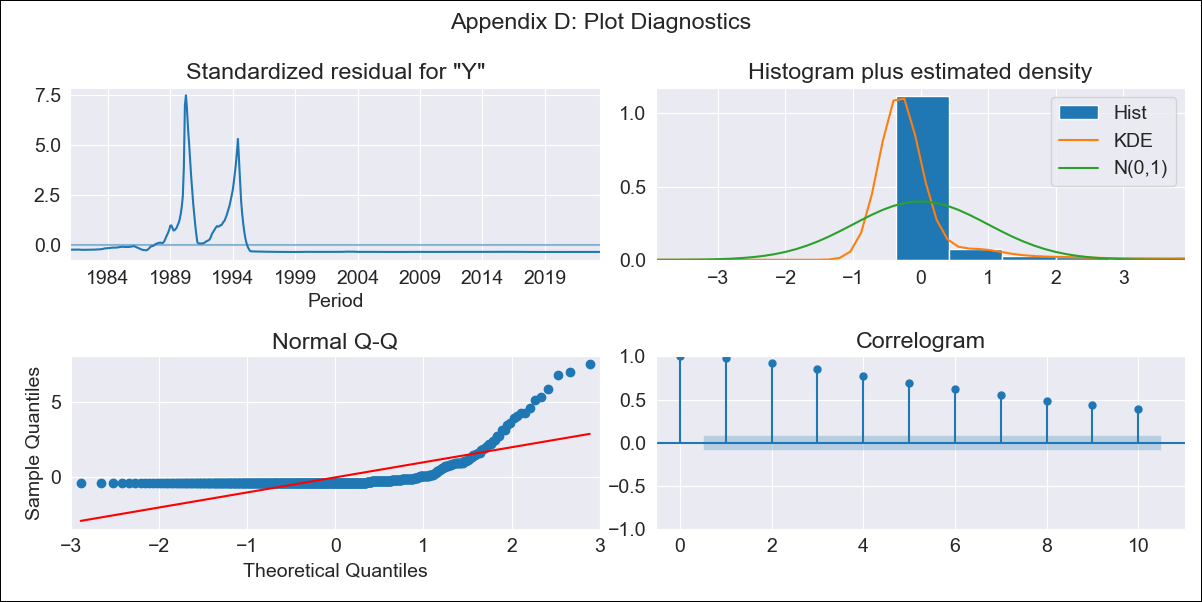 Appendix D: Plot Diagnostics
Standardized residual for "Y"
7.5
5.0
2.5
0.0
1984 1989 1994 1999 2004 2009 2014 2019
Period
Histogram plus estimated density
1.0
0.5
0.0
−3 −2 −1 0 1 2 3
Hist
KDE
N(0,1)
Normal Q-Q
Sample Quantiles
5
0
−3 −2 −1 0 1 2 3
Theoretical Quantiles
Correlogram
1.0
0.5
0.0
−0.5
−1.0
0 2 4 6 8 10